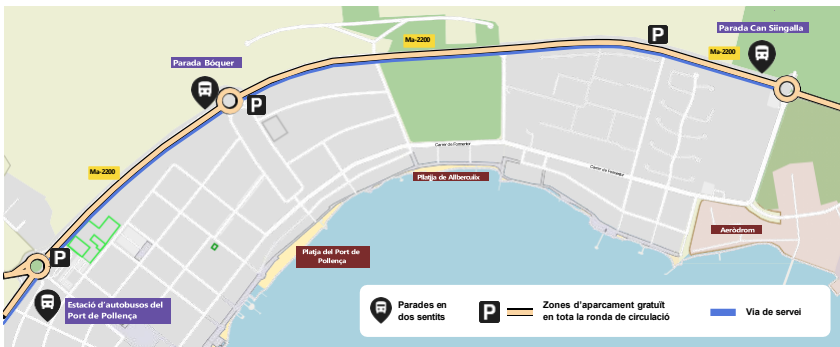 Parada Can Siingalla
P
Ma-2200
Ma-2200
Parada Bóquer
P
Ma-2200
Carrer de Formentor
Carrer de Formentor
Pllatja de Allbercuix
Aeròdrom
Platja del Port de
Pollença
P
Estació d'autobusos del
Port de Pollença
Parades en
dos sentits
P
Zones d'aparcament gratuït
en tota la ronda de circulació
Via de servei